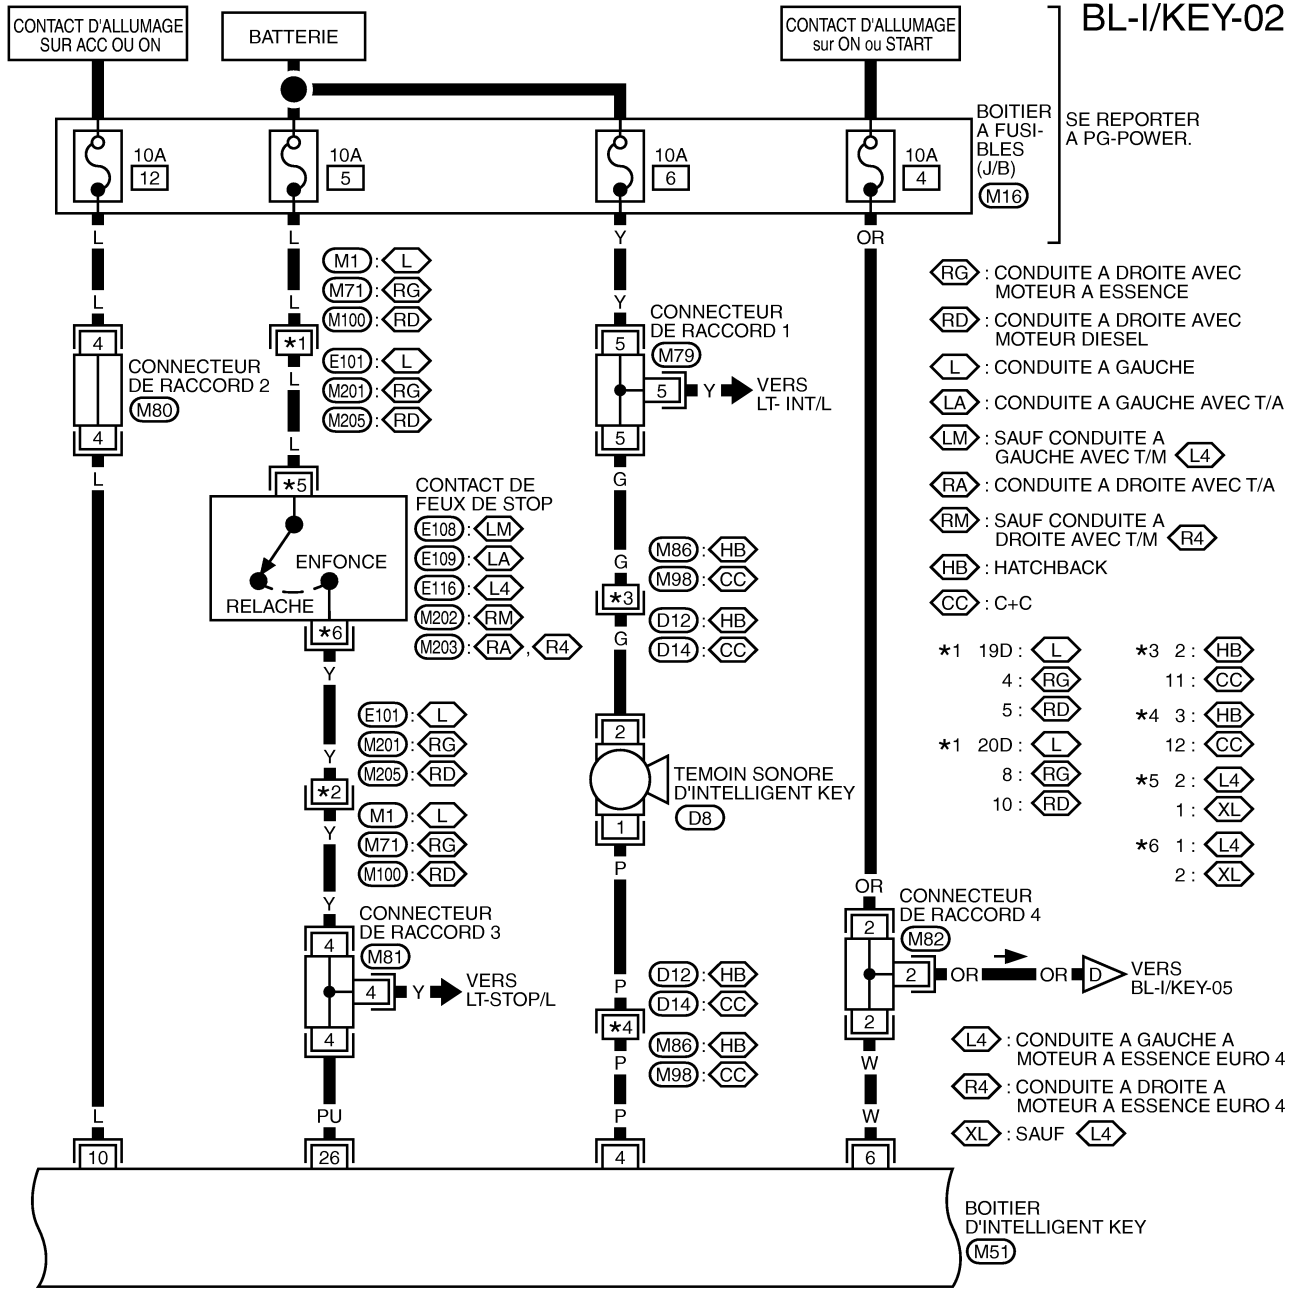 BL-I/KEY-02
CONTACT D'ALLUMAGE
SUR ACC OU ON
BATTERIE
CONTACT D'ALLUMAGE
sur ON ou START
BOITIER
A FUSI-
BLES
(J/B)
M16
SE REPORTER
A PG-POWER.
10A
12
10A
5
10A
6
10A
4
L
L
Y
OR
M1 : L
M71 : RG
M100 : RD
L
L
Y
*1
E101 : L
M201 : RG
M205 : RD
4
CONNECTEUR
DE RACCORD 2
M80
4
L
L
L
*5
CONNECTEUR
DE RACCORD 1
M79
5
5
Y
VERS
LT- INT/L
5
G
CONTACT DE
FEUX DE STOP
E108 : LM
E109 : LA
E116 : L4
M202 : RM
M203 : RA , R4
ENFONCE
RELACHE
*6
Y
G
M86 : HB
M98 : CC
*3
D12 : HB
D14 : CC
G
E101 : L
M201 : RG
M205 : RD
Y
*2
M1 : L
M71 : RG
M100 : RD
Y
Y
2
TEMOIN SONORE
D'INTELLIGENT KEY
D8
1
P
CONNECTEUR
DE RACCORD 3
M81
4
4
Y
VERS
LT-STOP/L
4
PU
P
D12 : HB
D14 : CC
*4
M86 : HB
M98 : CC
P
P
OR
CONNECTEUR
DE RACCORD 4
M82
2
2
OR
OR
D
VERS
BL-I/KEY-05
2
W
W
L
10
26
4
6
BOITIER
D'INTELLIGENT KEY
M51
RG : CONDUITE A DROITE AVEC
MOTEUR A ESSENCE
RD : CONDUITE A DROITE AVEC
MOTEUR DIESEL
L : CONDUITE A GAUCHE
LA : CONDUITE A GAUCHE AVEC T/A
LM : SAUF CONDUITE A
GAUCHE AVEC T/M L4
RA : CONDUITE A DROITE AVEC T/A
RM : SAUF CONDUITE A
DROITE AVEC T/M R4
HB : HATCHBACK
CC : C+C
*1 19D : L
4 : RG
5 : RD
*1 20D : L
8 : RG
10 : RD
*3 2 : HB
11 : CC
*4 3 : HB
12 : CC
*5 2 : L4
1 : XL
*6 1 : L4
2 : XL
L4 : CONDUITE A GAUCHE A
MOTEUR A ESSENCE EURO 4
R4 : CONDUITE A DROITE A
MOTEUR A ESSENCE EURO 4
XL : SAUF L4